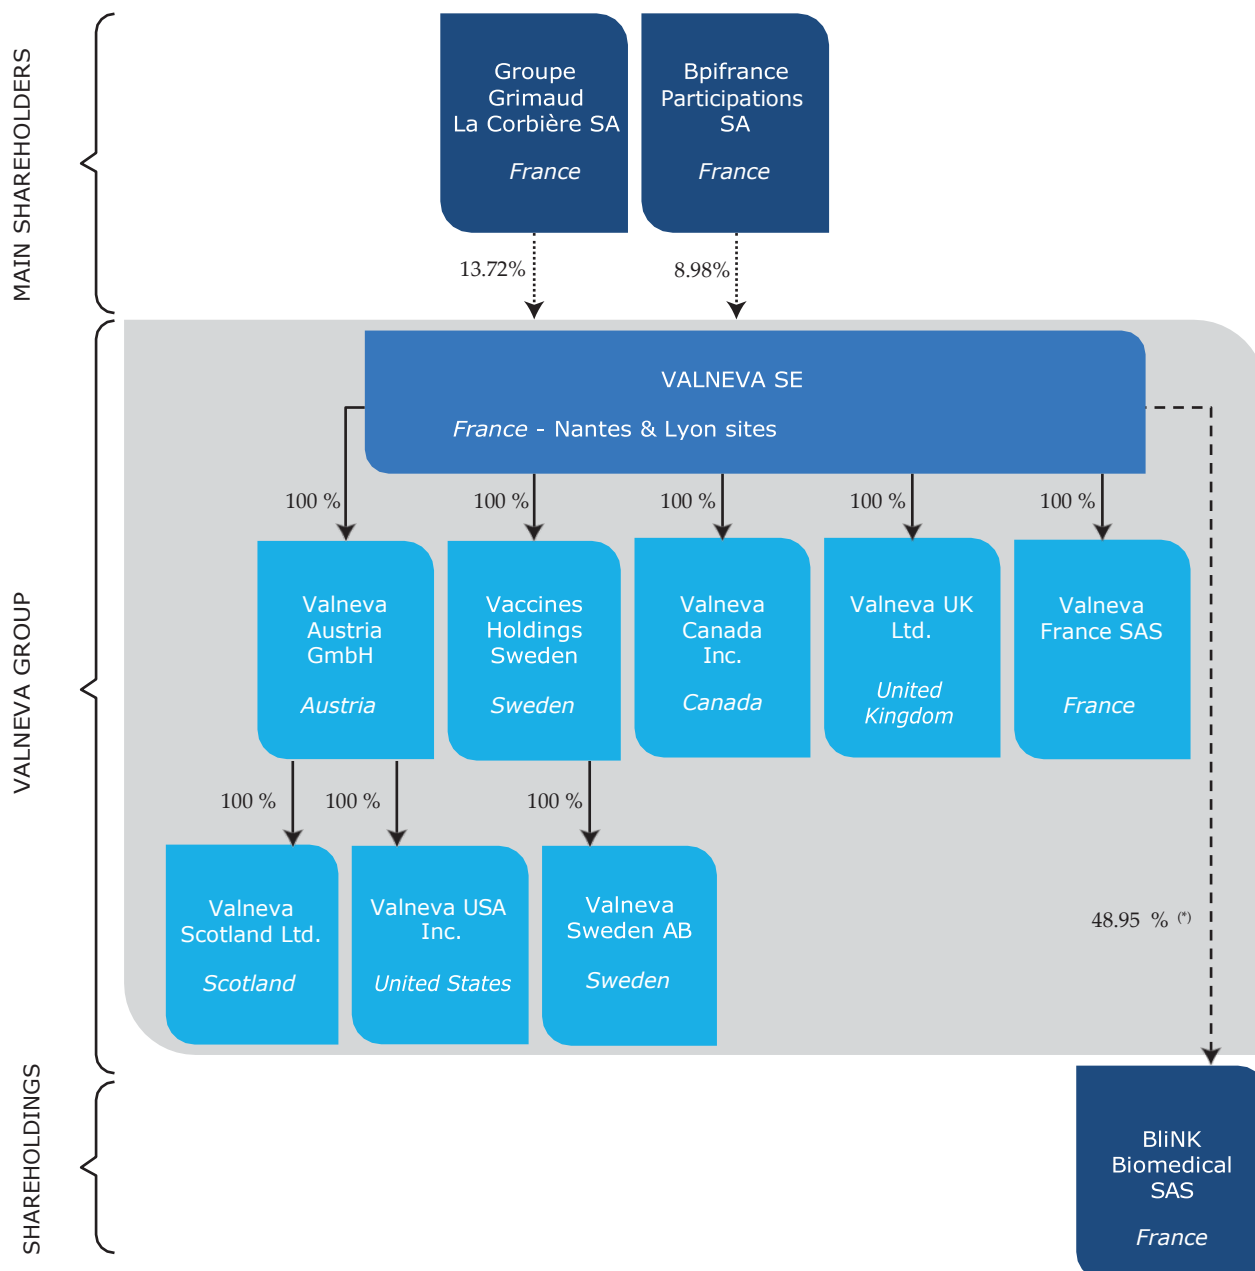 MAIN SHAREHOLDERS
Groupe
Grimaud
La Corbière SA
France
Bpifrance
Participations
SA
France
13.72%
8.98%
VALNEVA GROUP
VALNEVA SE
France - Nantes & Lyon sites
100 %
100 %
100 %
100 %
100 %
Valneva
Austria
GmbH
Austria
Vaccines
Holdings
Sweden
Sweden
Valneva
Canada
Inc.
Canada
Valneva UK
Ltd.
United
Kingdom
Valneva
France SAS
France
100 %
100 %
100 %
Valneva
Scotland Ltd.
Scotland
Valneva USA
Inc.
United States
Valneva
Sweden AB
Sweden
48.95 % (*)
SHAREHOLDINGS
BliNK
Biomedical
SAS
France